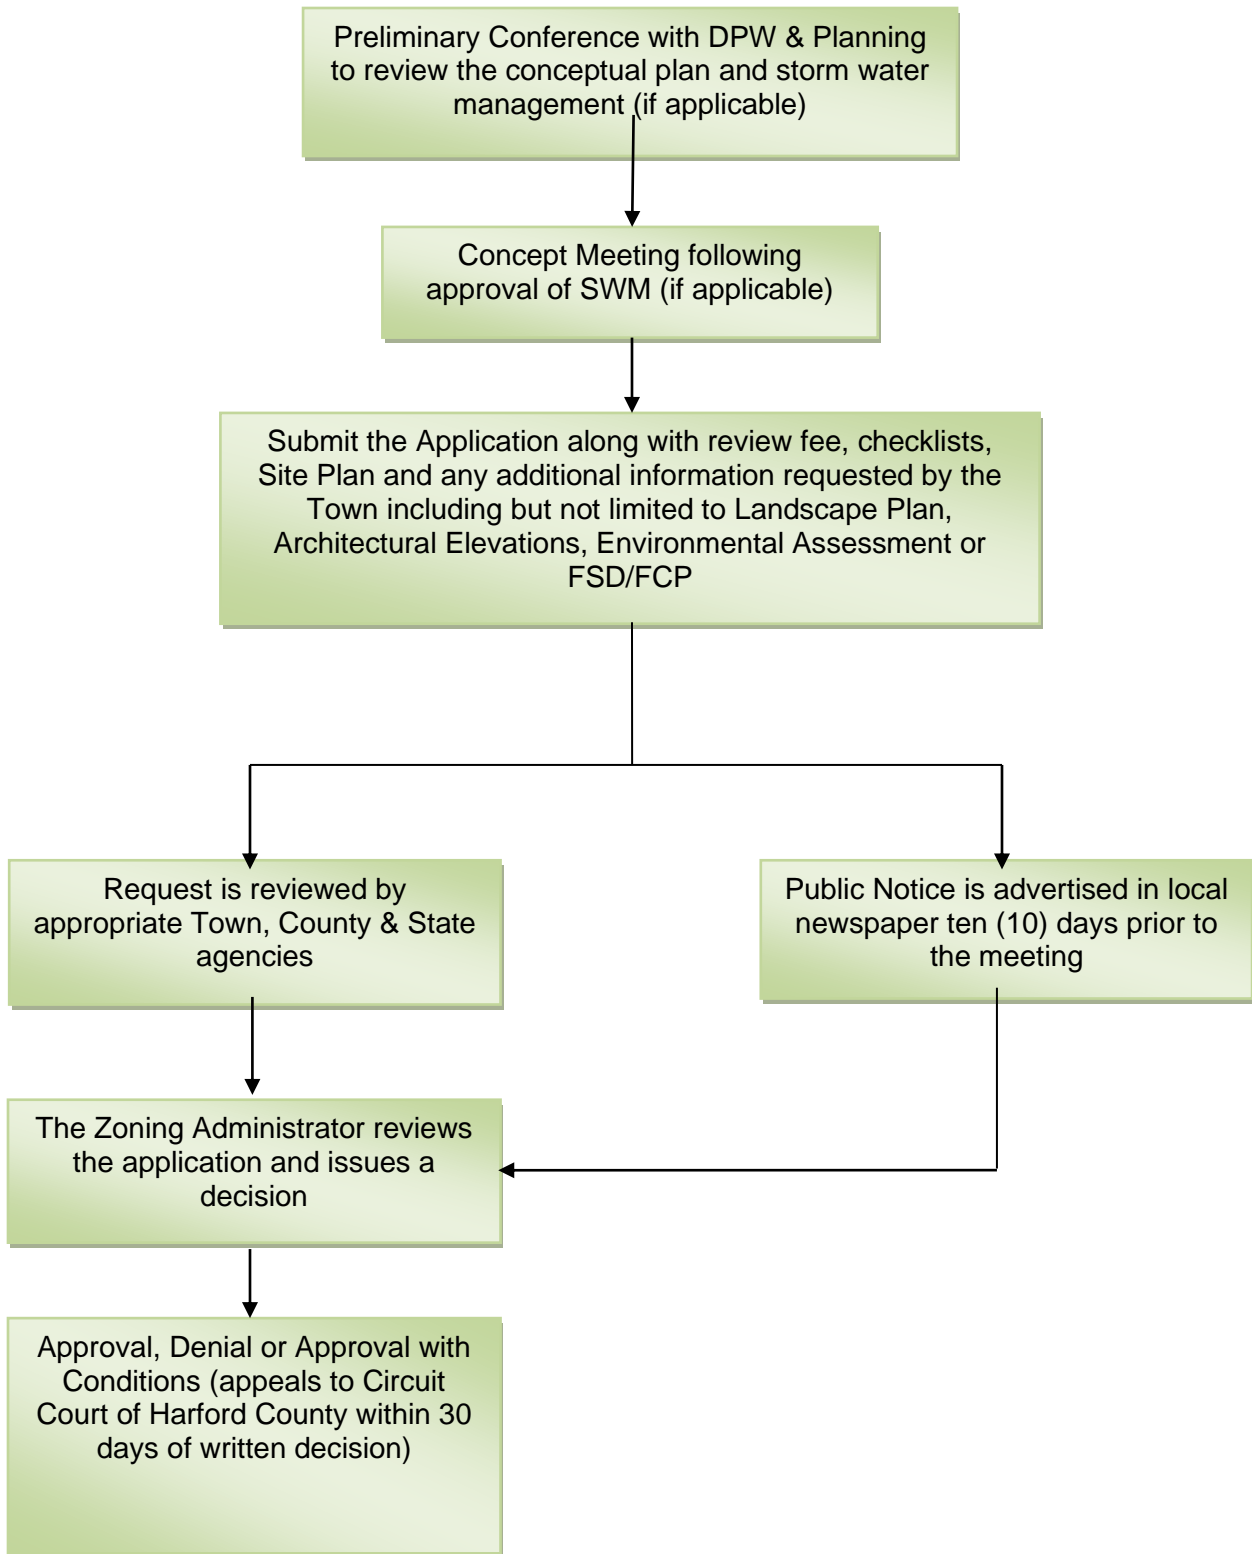 Preliminary Conference with DPW & Planning
to review the conceptual plan and storm water
management (if applicable)
Concept Meeting following
approval of SWM (if applicable)
Submit the Application along with review fee, checklists,
Site Plan and any additional information requested by the
Town including but not limited to Landscape Plan,
Architectural Elevations, Environmental Assessment or
FSD/FCP
Request is reviewed by
appropriate Town, County & State
agencies
Public Notice is advertised in local
newspaper ten (10) days prior to
the meeting
The Zoning Administrator reviews
the application and issues a
decision
Approval, Denial or Approval with
Conditions (appeals to Circuit
Court of Harford County within 30
days of written decision)